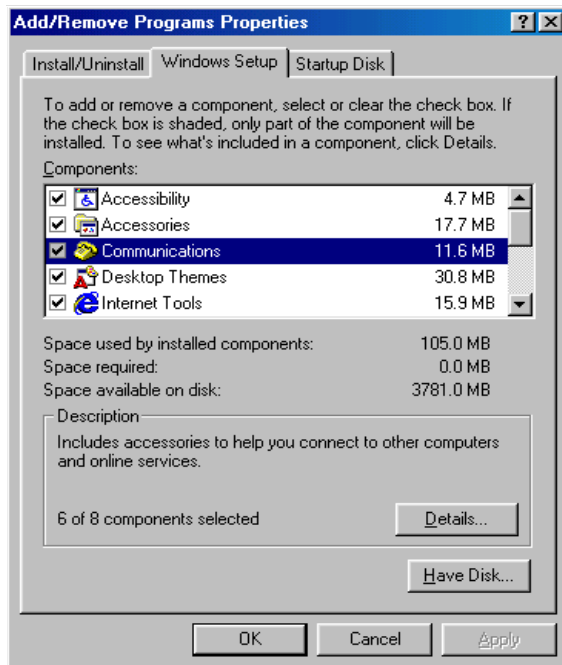 Add/Remove Programs Properties
Install/Uninstall Windows Setup Startup Disk
To add or remove a component, select or clear the check box. If
the check box is shaded, only part of the component will be
installed. To see what's included in a component, click Details.
Components:
Accessibility 4.7 MB
Accessories 17.7 MB
Communications 11.6 MB
Desktop Themes 30.8 MB
Internet Tools 15.9 MB
Space used by installed components: 105.0 MB
Space required: 0.0 MB
Space available on disk: 3781.0 MB
Description
Includes accessories to help you connect to other computers
and online services.
6 of 8 components selected Details...
Have Disk...
OK Cancel Apply